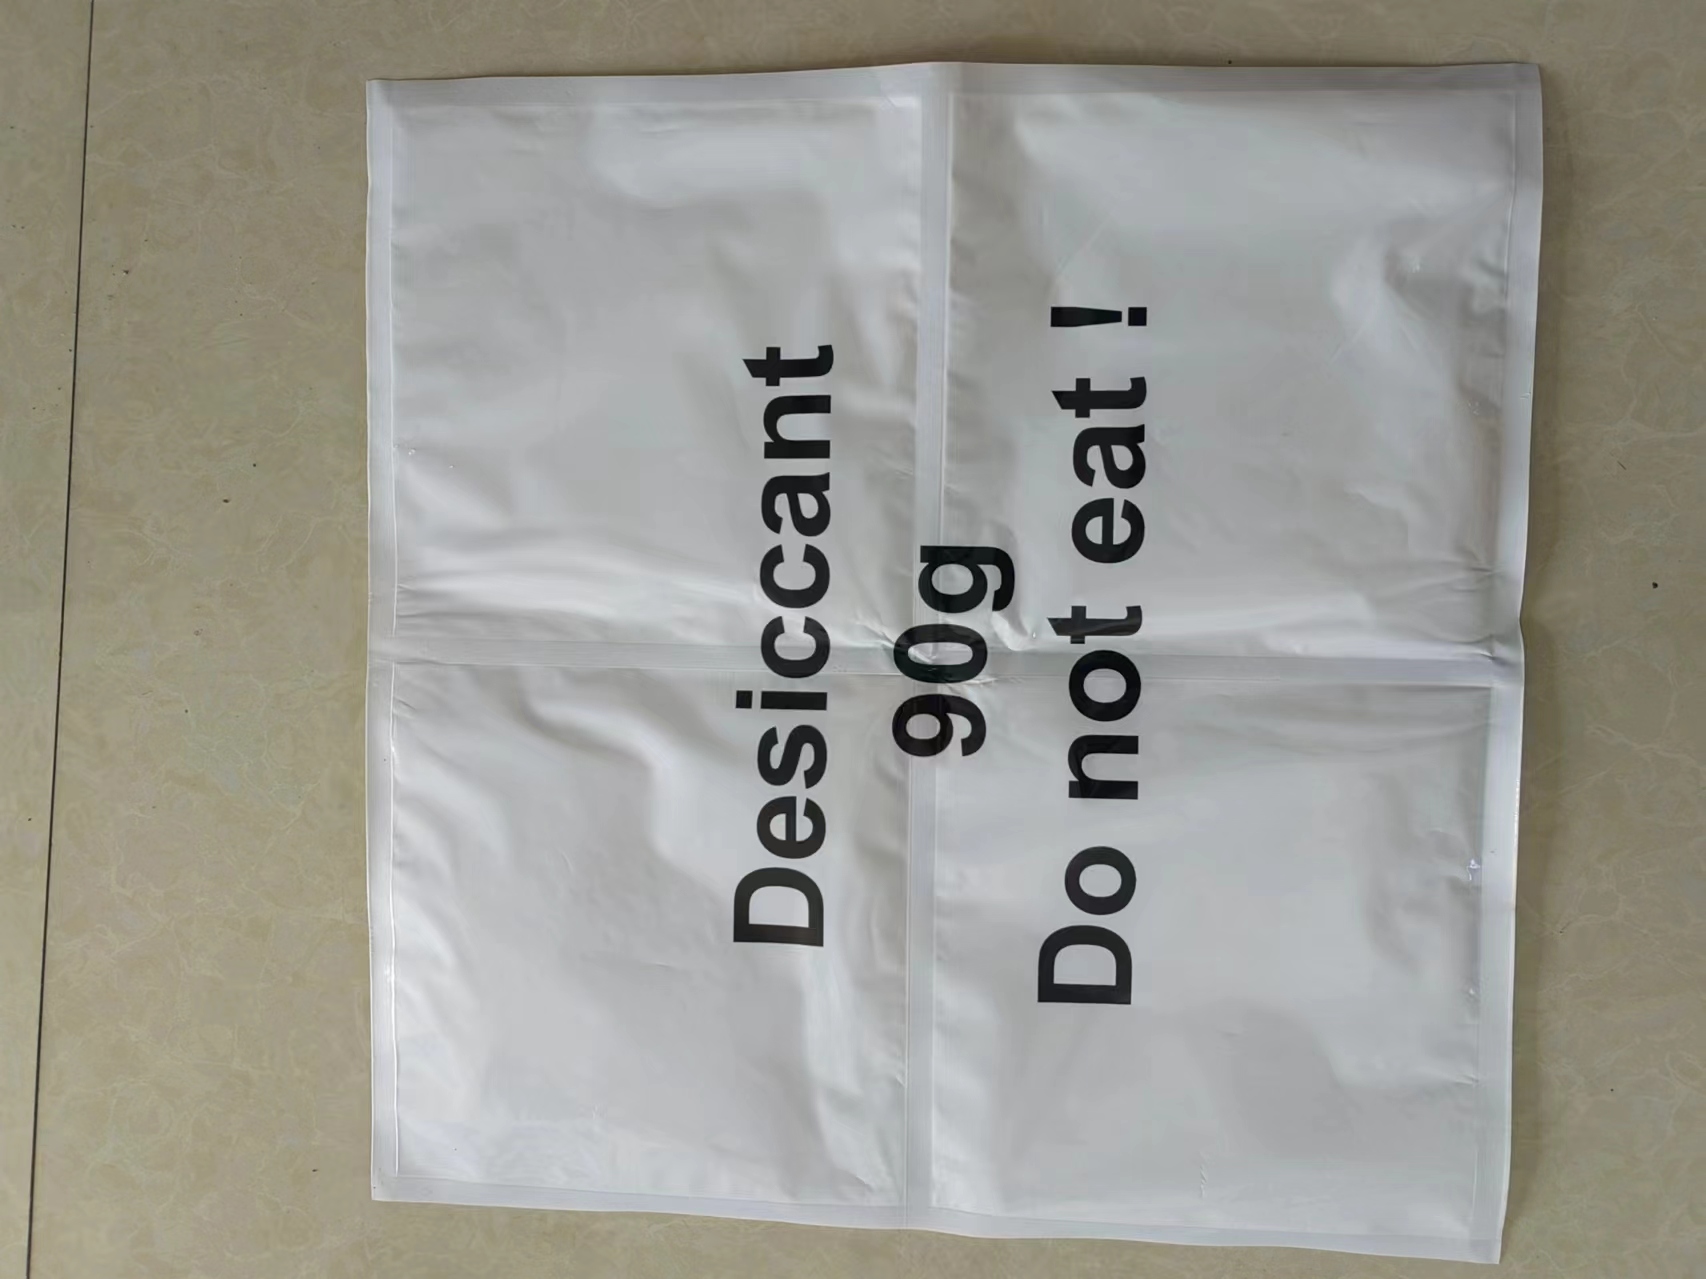 Desiccant
90g
Do not eat !